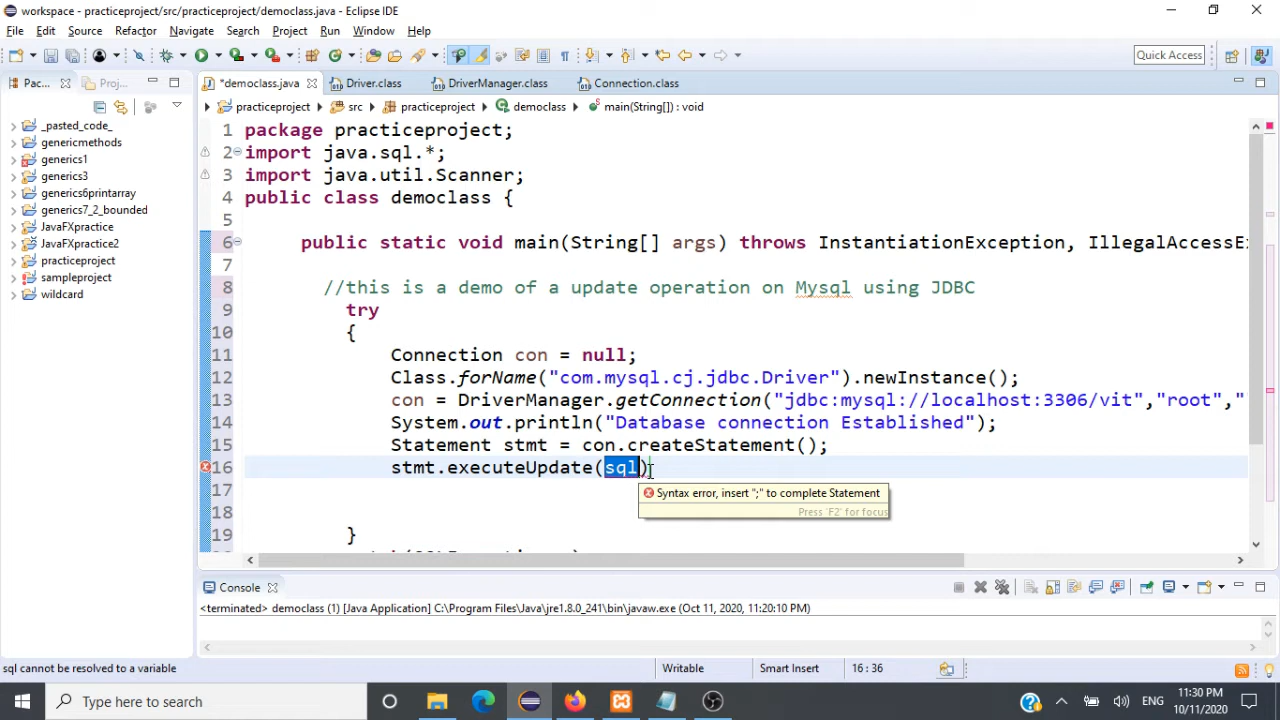 workspace - practiceproject/src/practiceproject/democlass.java - Eclipse IDE
File Edit Source Refactor Navigate Search Project Run Window Help
Quick Access
Pac... Proj...
*democlass.java Driver.class DriverManager.class Connection.class
practiceproject src practiceproject democlass main(String[]) : void
_pasted_code_
genericmethods
generics1
generics3
generics6printarray
generics7_2_bounded
JavaFXpractice
JavaFXpractice2
practiceproject
sampleproject
wildcard
1 package practiceproject;
2 import java.sql.*;
3 import java.util.Scanner;
4 public class democlass {
5
6 public static void main(String[] args) throws InstantiationException, IllegalAccessE
7
8 //this is a demo of a update operation on Mysql using JDBC
9 try
10 {
11 Connection con = null;
12 Class.forName("com.mysql.cj.jdbc.Driver").newInstance();
13 con = DriverManager.getConnection("jdbc:mysql://localhost:3306/vit","root","
14 System.out.println("Database connection Established");
15 Statement stmt = con.createStatement();
16 stmt.executeUpdate(sql)
Syntax error, insert ";" to complete Statement
17
Press 'F2' for focus
18
19 }
Console
<terminated> democlass (1) [Java Application] C:\Program Files\Java\jre1.8.0_241\bin\javaw.exe (Oct 11, 2020, 11:20:10 PM)
sql cannot be resolved to a variable
Writable Smart Insert 16 : 36
Type here to search
ENG
11:30 PM
10/11/2020